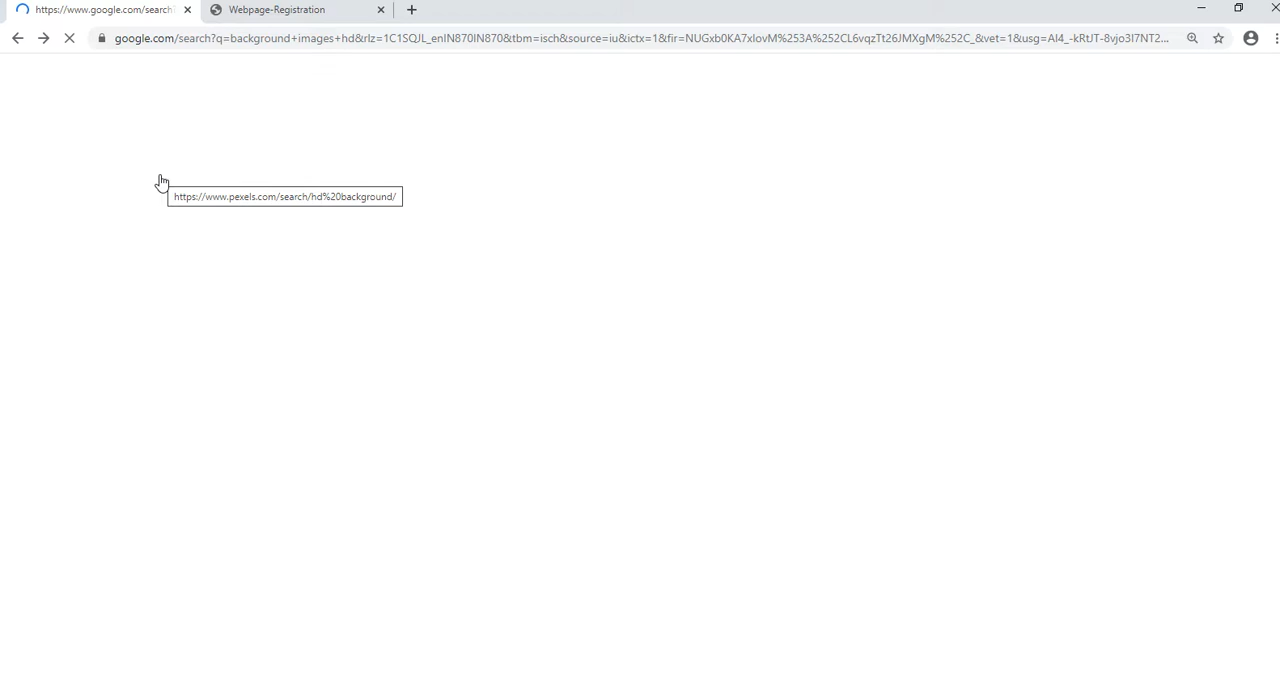 https://www.google.com/search
Webpage-Registration
google.com/search?q=background+images+hd&rlz=1C1SQJL_enIN870IN870&tbm=isch&source=iu&ictx=1&fir=NUGxb0KA7xIovM%253A%252CL6vqzTt26JMXgM%252C_&vet=1&usg=AI4_-kRtJT-8vjo3I7NT2...
https://www.pexels.com/search/hd%20background/